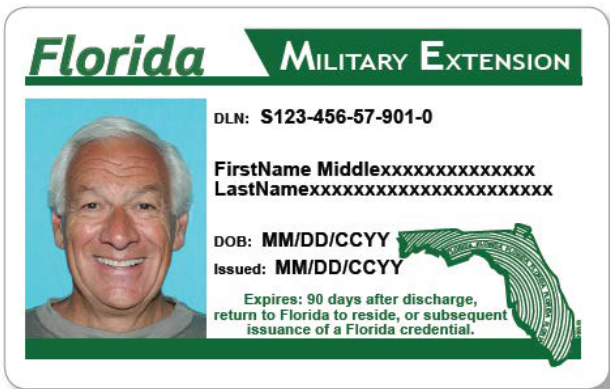 Florida
MILITARY EXTENSION
DLN: S123-456-57-901-0
FirstName Middlexxxxxxxxxxxxxx
LastNamexxxxxxxxxxxxxxxxxxxxxx
DOB: MM/DD/CCYY
Issued: MM/DD/CCYY
Expires: 90 days after discharge,
return to Florida to reside, or subsequent
issuance of a Florida credential.